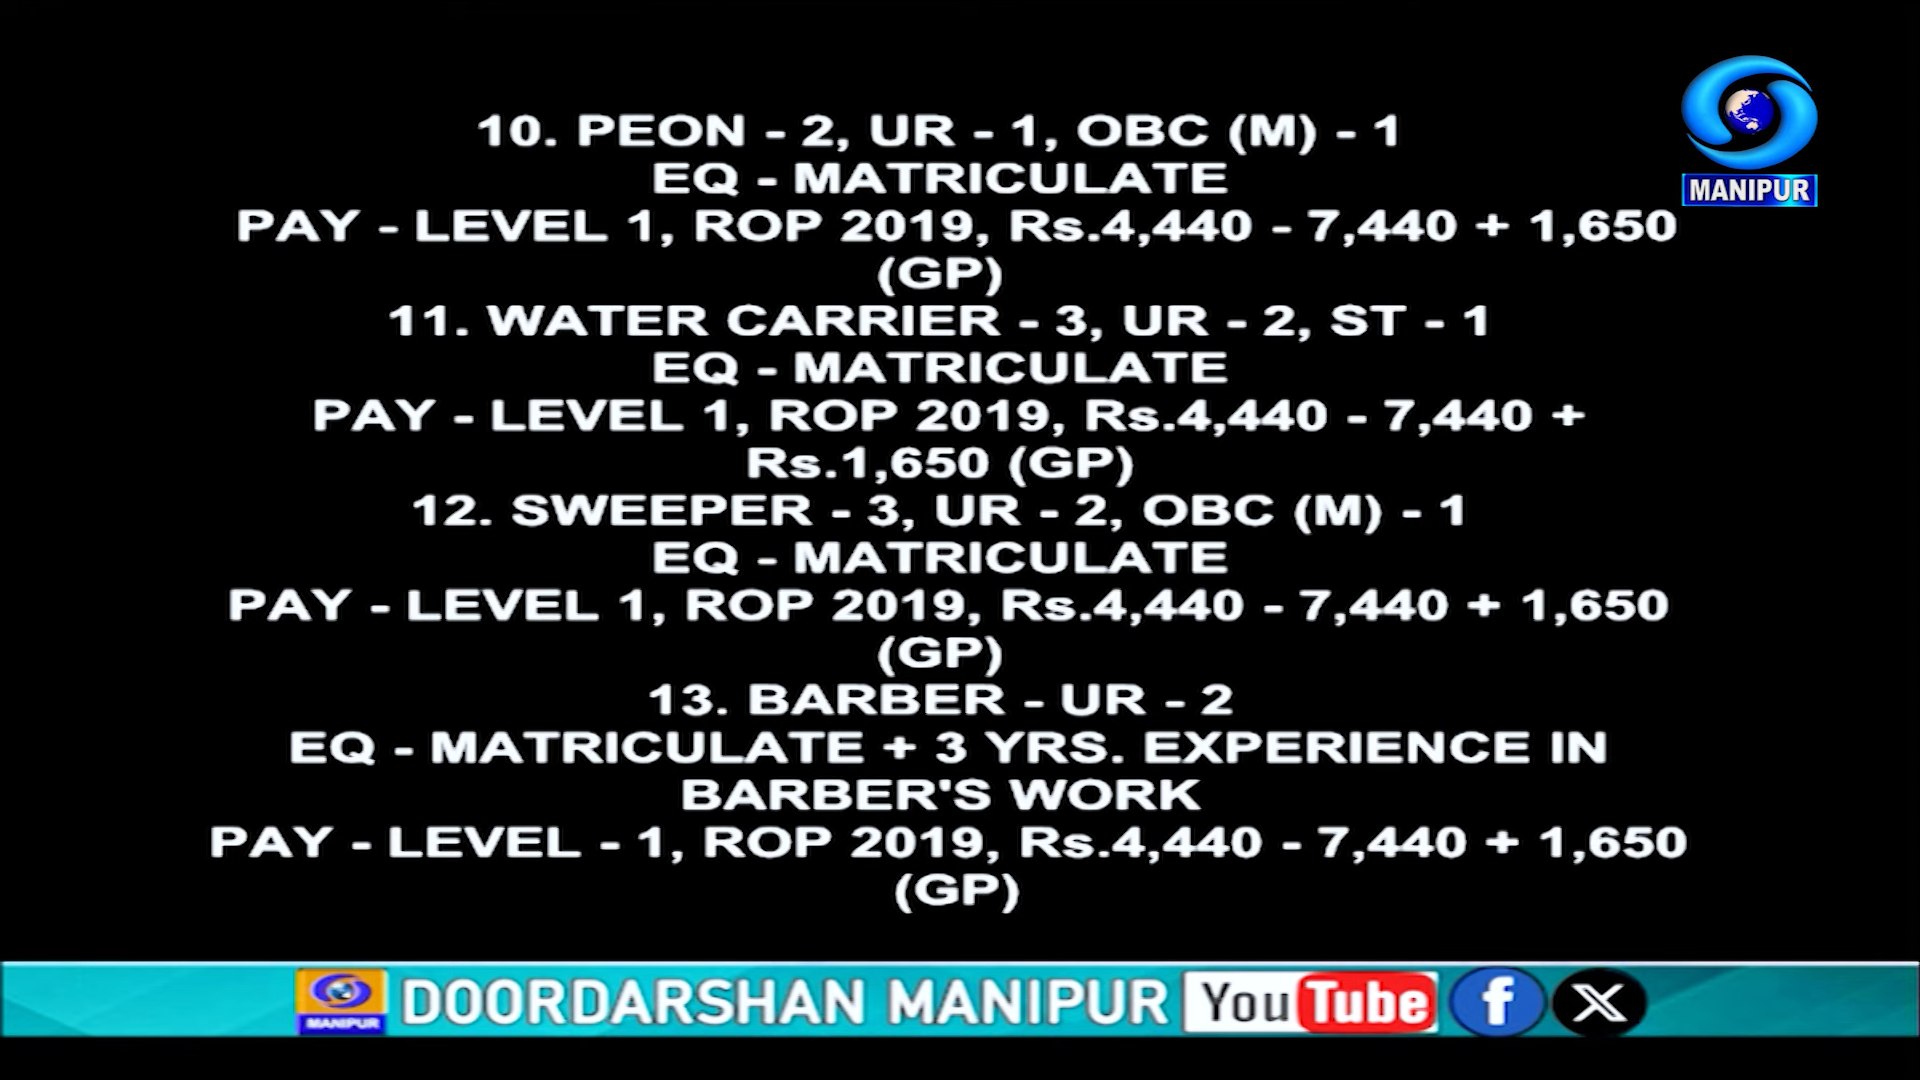 10. PEON - 2, UR - 1, OBC (M) - 1
EQ - MATRICULATE
PAY - LEVEL 1, ROP 2019, Rs.4,440 - 7,440 + 1,650
(GP)
11. WATER CARRIER - 3, UR - 2, ST - 1
EQ - MATRICULATE
PAY - LEVEL 1, ROP 2019, Rs.4,440 - 7,440 +
Rs.1,650 (GP)
12. SWEEPER - 3, UR - 2, OBC (M) - 1
EQ - MATRICULATE
PAY - LEVEL 1, ROP 2019, Rs.4,440 - 7,440 + 1,650
(GP)
13. BARBER - UR - 2
EQ - MATRICULATE + 3 YRS. EXPERIENCE IN
BARBER'S WORK
PAY - LEVEL - 1, ROP 2019, Rs.4,440 - 7,440 + 1,650
(GP)
MANIPUR
MANIPUR
DOORDARSHAN MANIPUR YouTube f X